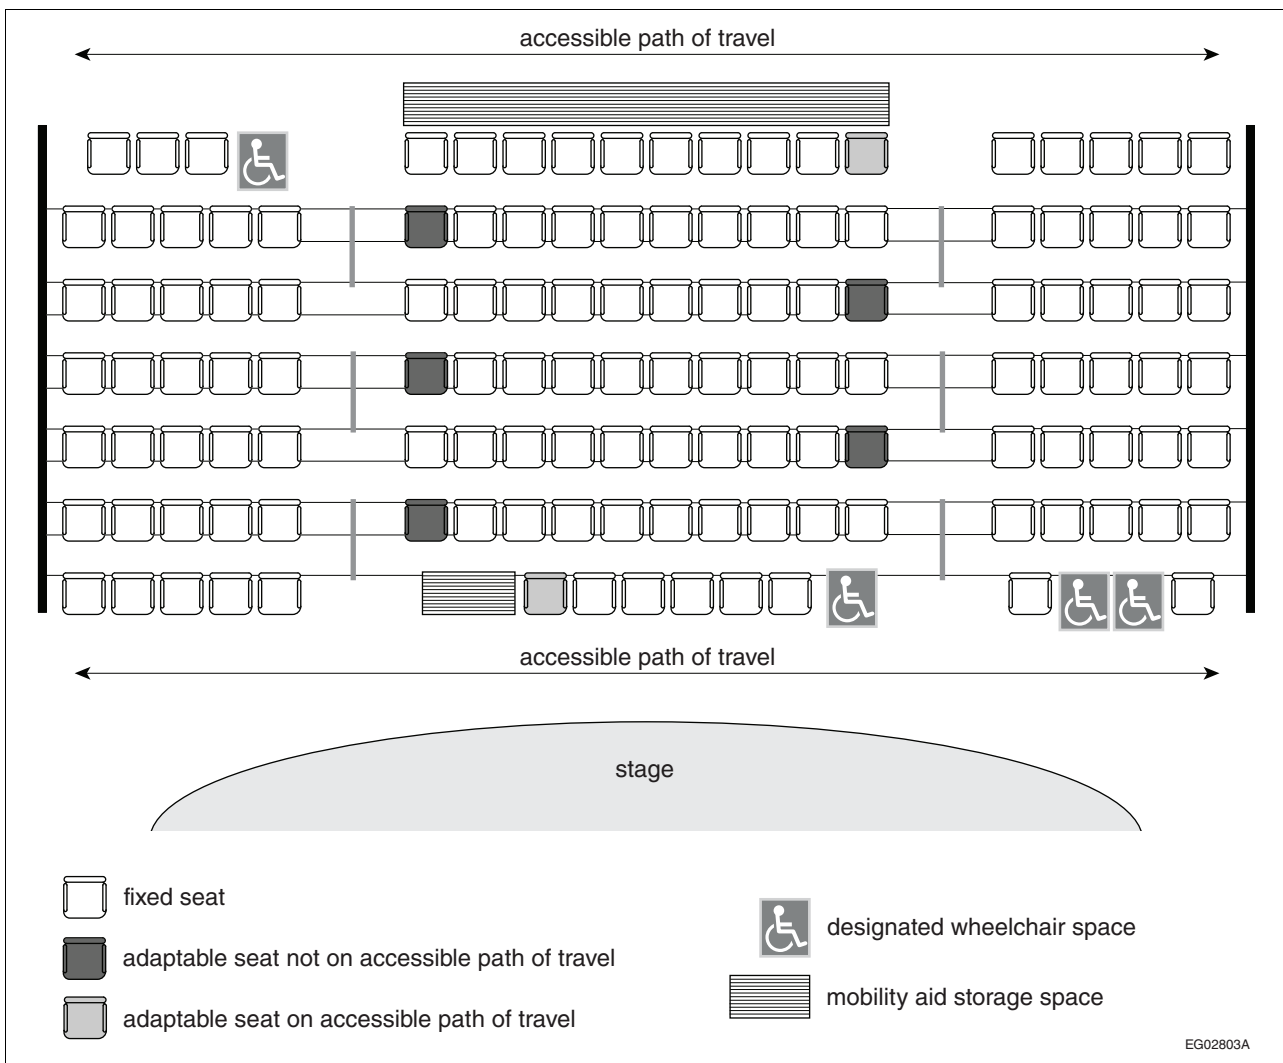 accessible path of travel
accessible path of travel
stage
fixed seat
adaptable seat not on accessible path of travel
adaptable seat on accessible path of travel
designated wheelchair space
mobility aid storage space
EG02803A